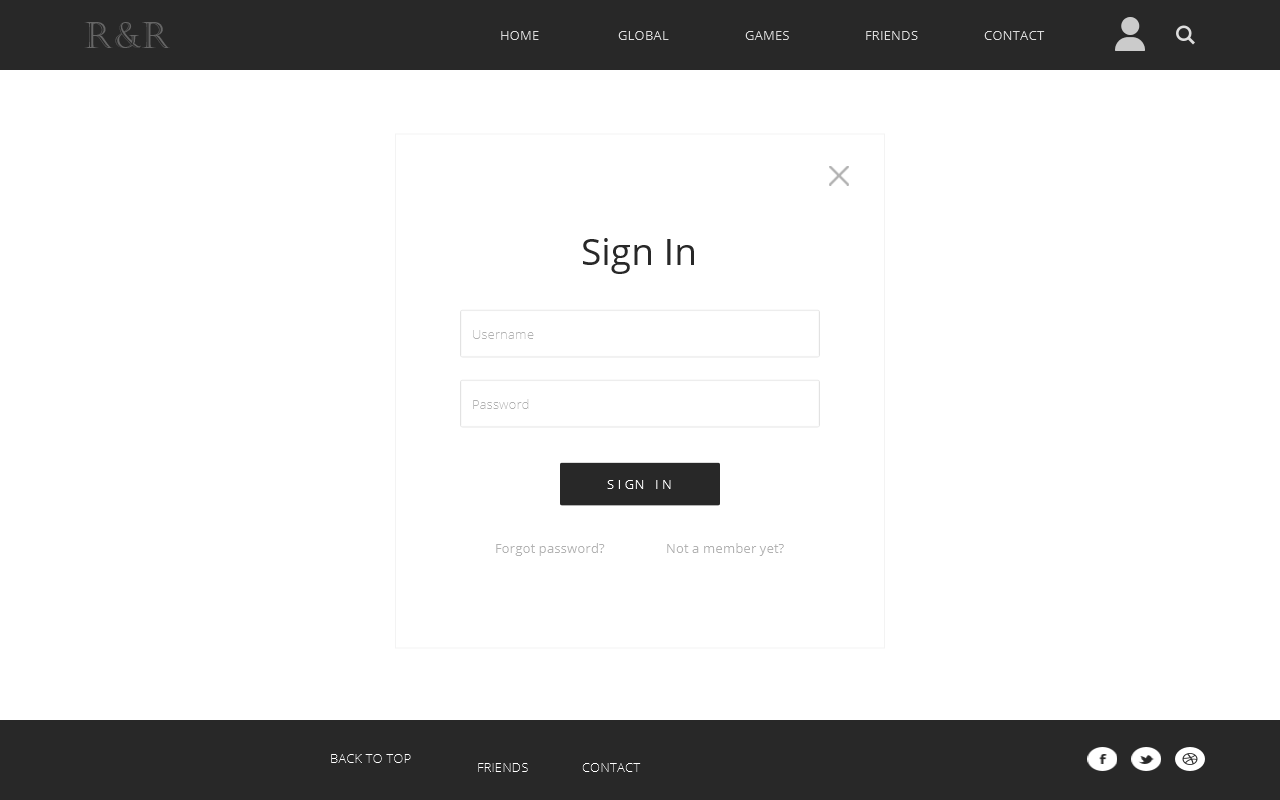 R&R
HOME
GLOBAL
GAMES
FRIENDS
CONTACT
Sign In
Username
Password
SIGN IN
Forgot password?
Not a member yet?
BACK TO TOP
FRIENDS
CONTACT